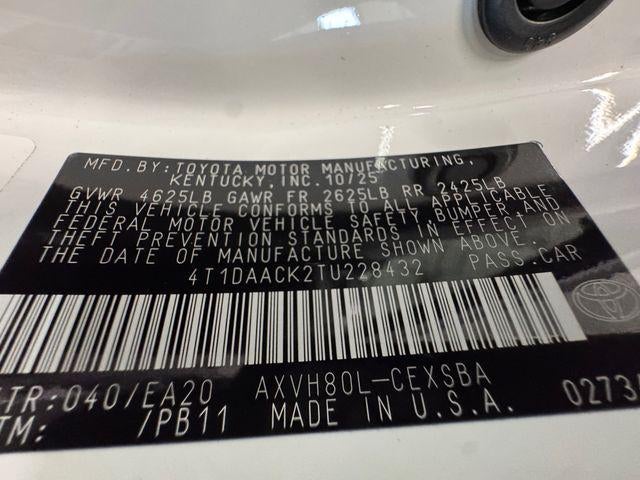 MFD. BY: TOYOTA MOTOR MANUFACTURING,
KENTUCKY, INC. 10/25
GVWR 4625LB GAWR FR 2625LB RR 2425LB
THIS VEHICLE CONFORMS TO ALL APPLICABLE
FEDERAL MOTOR VEHICLE SAFETY, BUMPER AND
THEFT PREVENTION STANDARDS IN EFFECT ON
THE DATE OF MANUFACTURE SHOWN ABOVE.
4T1DAACK2TU228432 PASS. CAR
TR: 040/EA20 AXVH80L-CEXSBA
TM: /PB11 MADE IN U.S.A. 0273